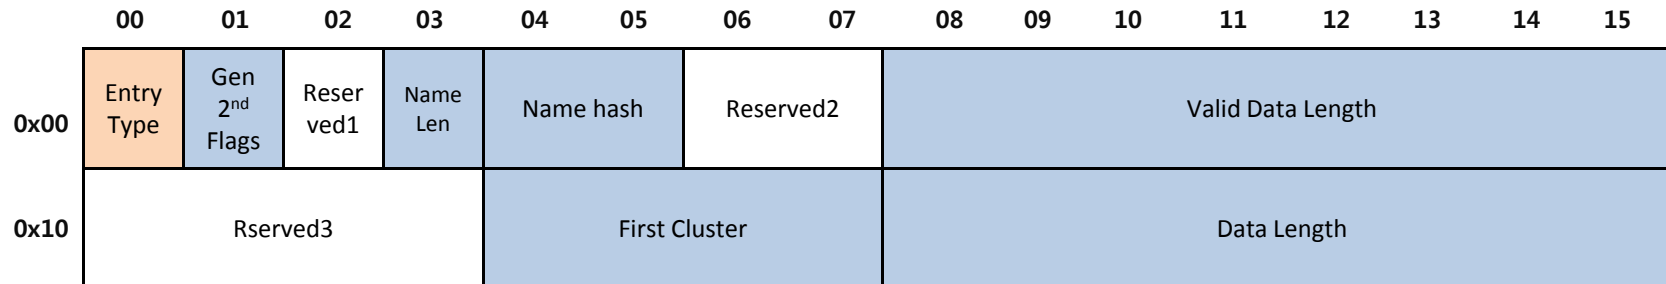 00 01 02 03 04 05 06 07 08 09 10 11 12 13 14 15
0x00
Entry
Type
Gen
2nd
Flags
Reser
ved1
Name
Len
Name hash
Reserved2
Valid Data Length
0x10
Rserved3
First Cluster
Data Length